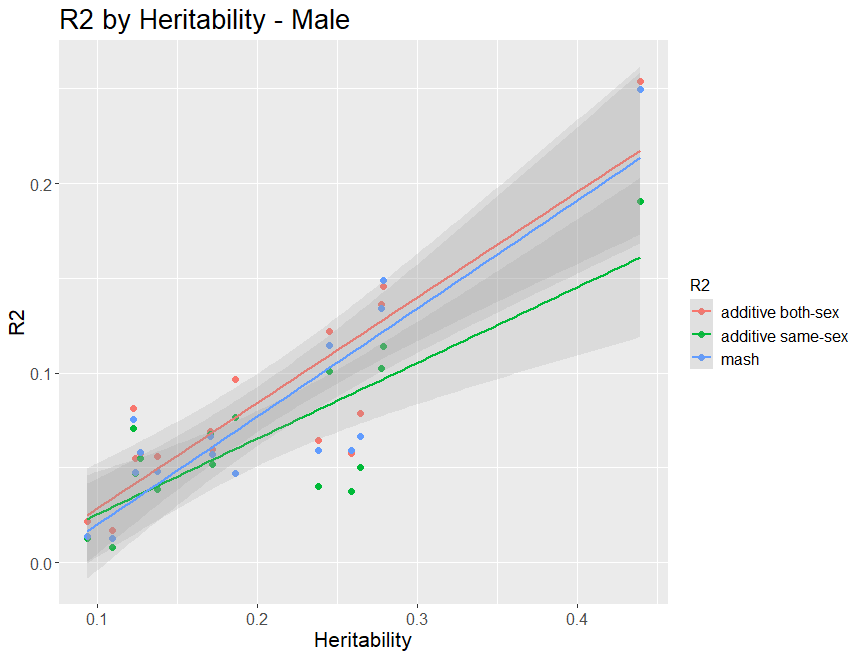 R2 by Heritability - Male
R2
0.2
0.1
0.0
0.1 0.2 0.3 0.4
Heritability
R2
additive both-sex
additive same-sex
mash